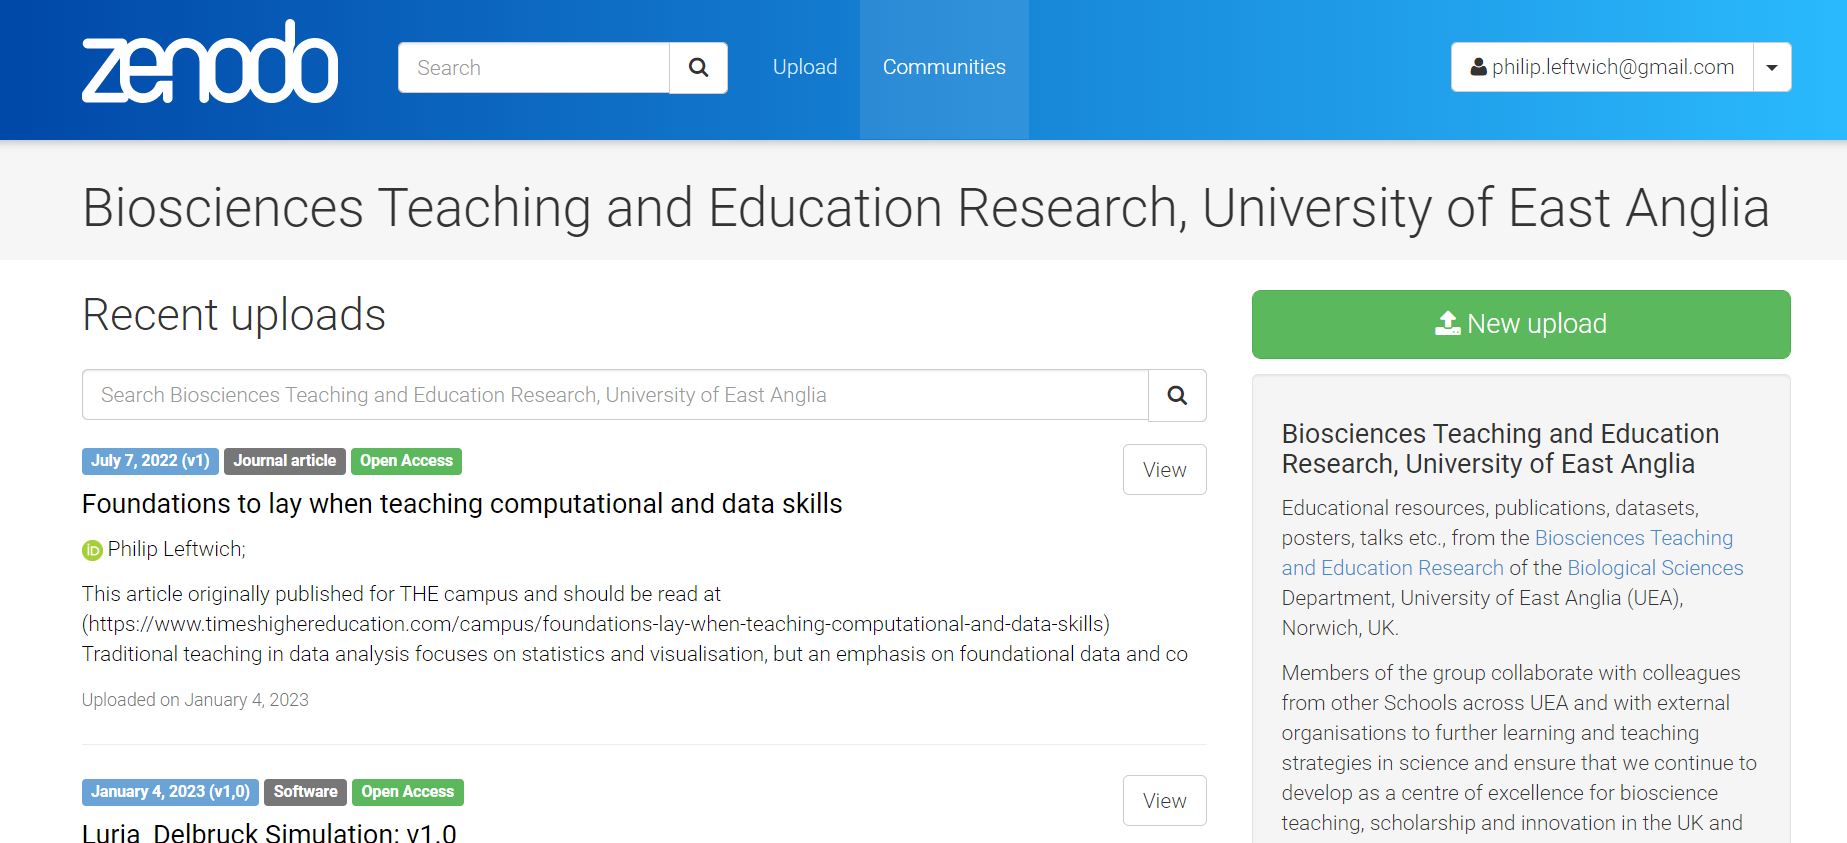 zenodo
Search
Upload
Communities
philip.leftwich@gmail.com
Biosciences Teaching and Education Research, University of East Anglia
Recent uploads
Search Biosciences Teaching and Education Research, University of East Anglia
July 7, 2022 (v1) Journal article Open Access
View
Foundations to lay when teaching computational and data skills
iD Philip Leftwich;
This article originally published for THE campus and should be read at
(https://www.timeshighereducation.com/campus/foundations-lay-when-teaching-computational-and-data-skills)
Traditional teaching in data analysis focuses on statistics and visualisation, but an emphasis on foundational data and co
Uploaded on January 4, 2023
January 4, 2023 (v1,0) Software Open Access
View
Luria_Delbruck Simulation: v1.0
New upload
Biosciences Teaching and Education
Research, University of East Anglia
Educational resources, publications, datasets,
posters, talks etc., from the Biosciences Teaching
and Education Research of the Biological Sciences
Department, University of East Anglia (UEA),
Norwich, UK.
Members of the group collaborate with colleagues
from other Schools across UEA and with external
organisations to further learning and teaching
strategies in science and ensure that we continue to
develop as a centre of excellence for bioscience
teaching, scholarship and innovation in the UK and